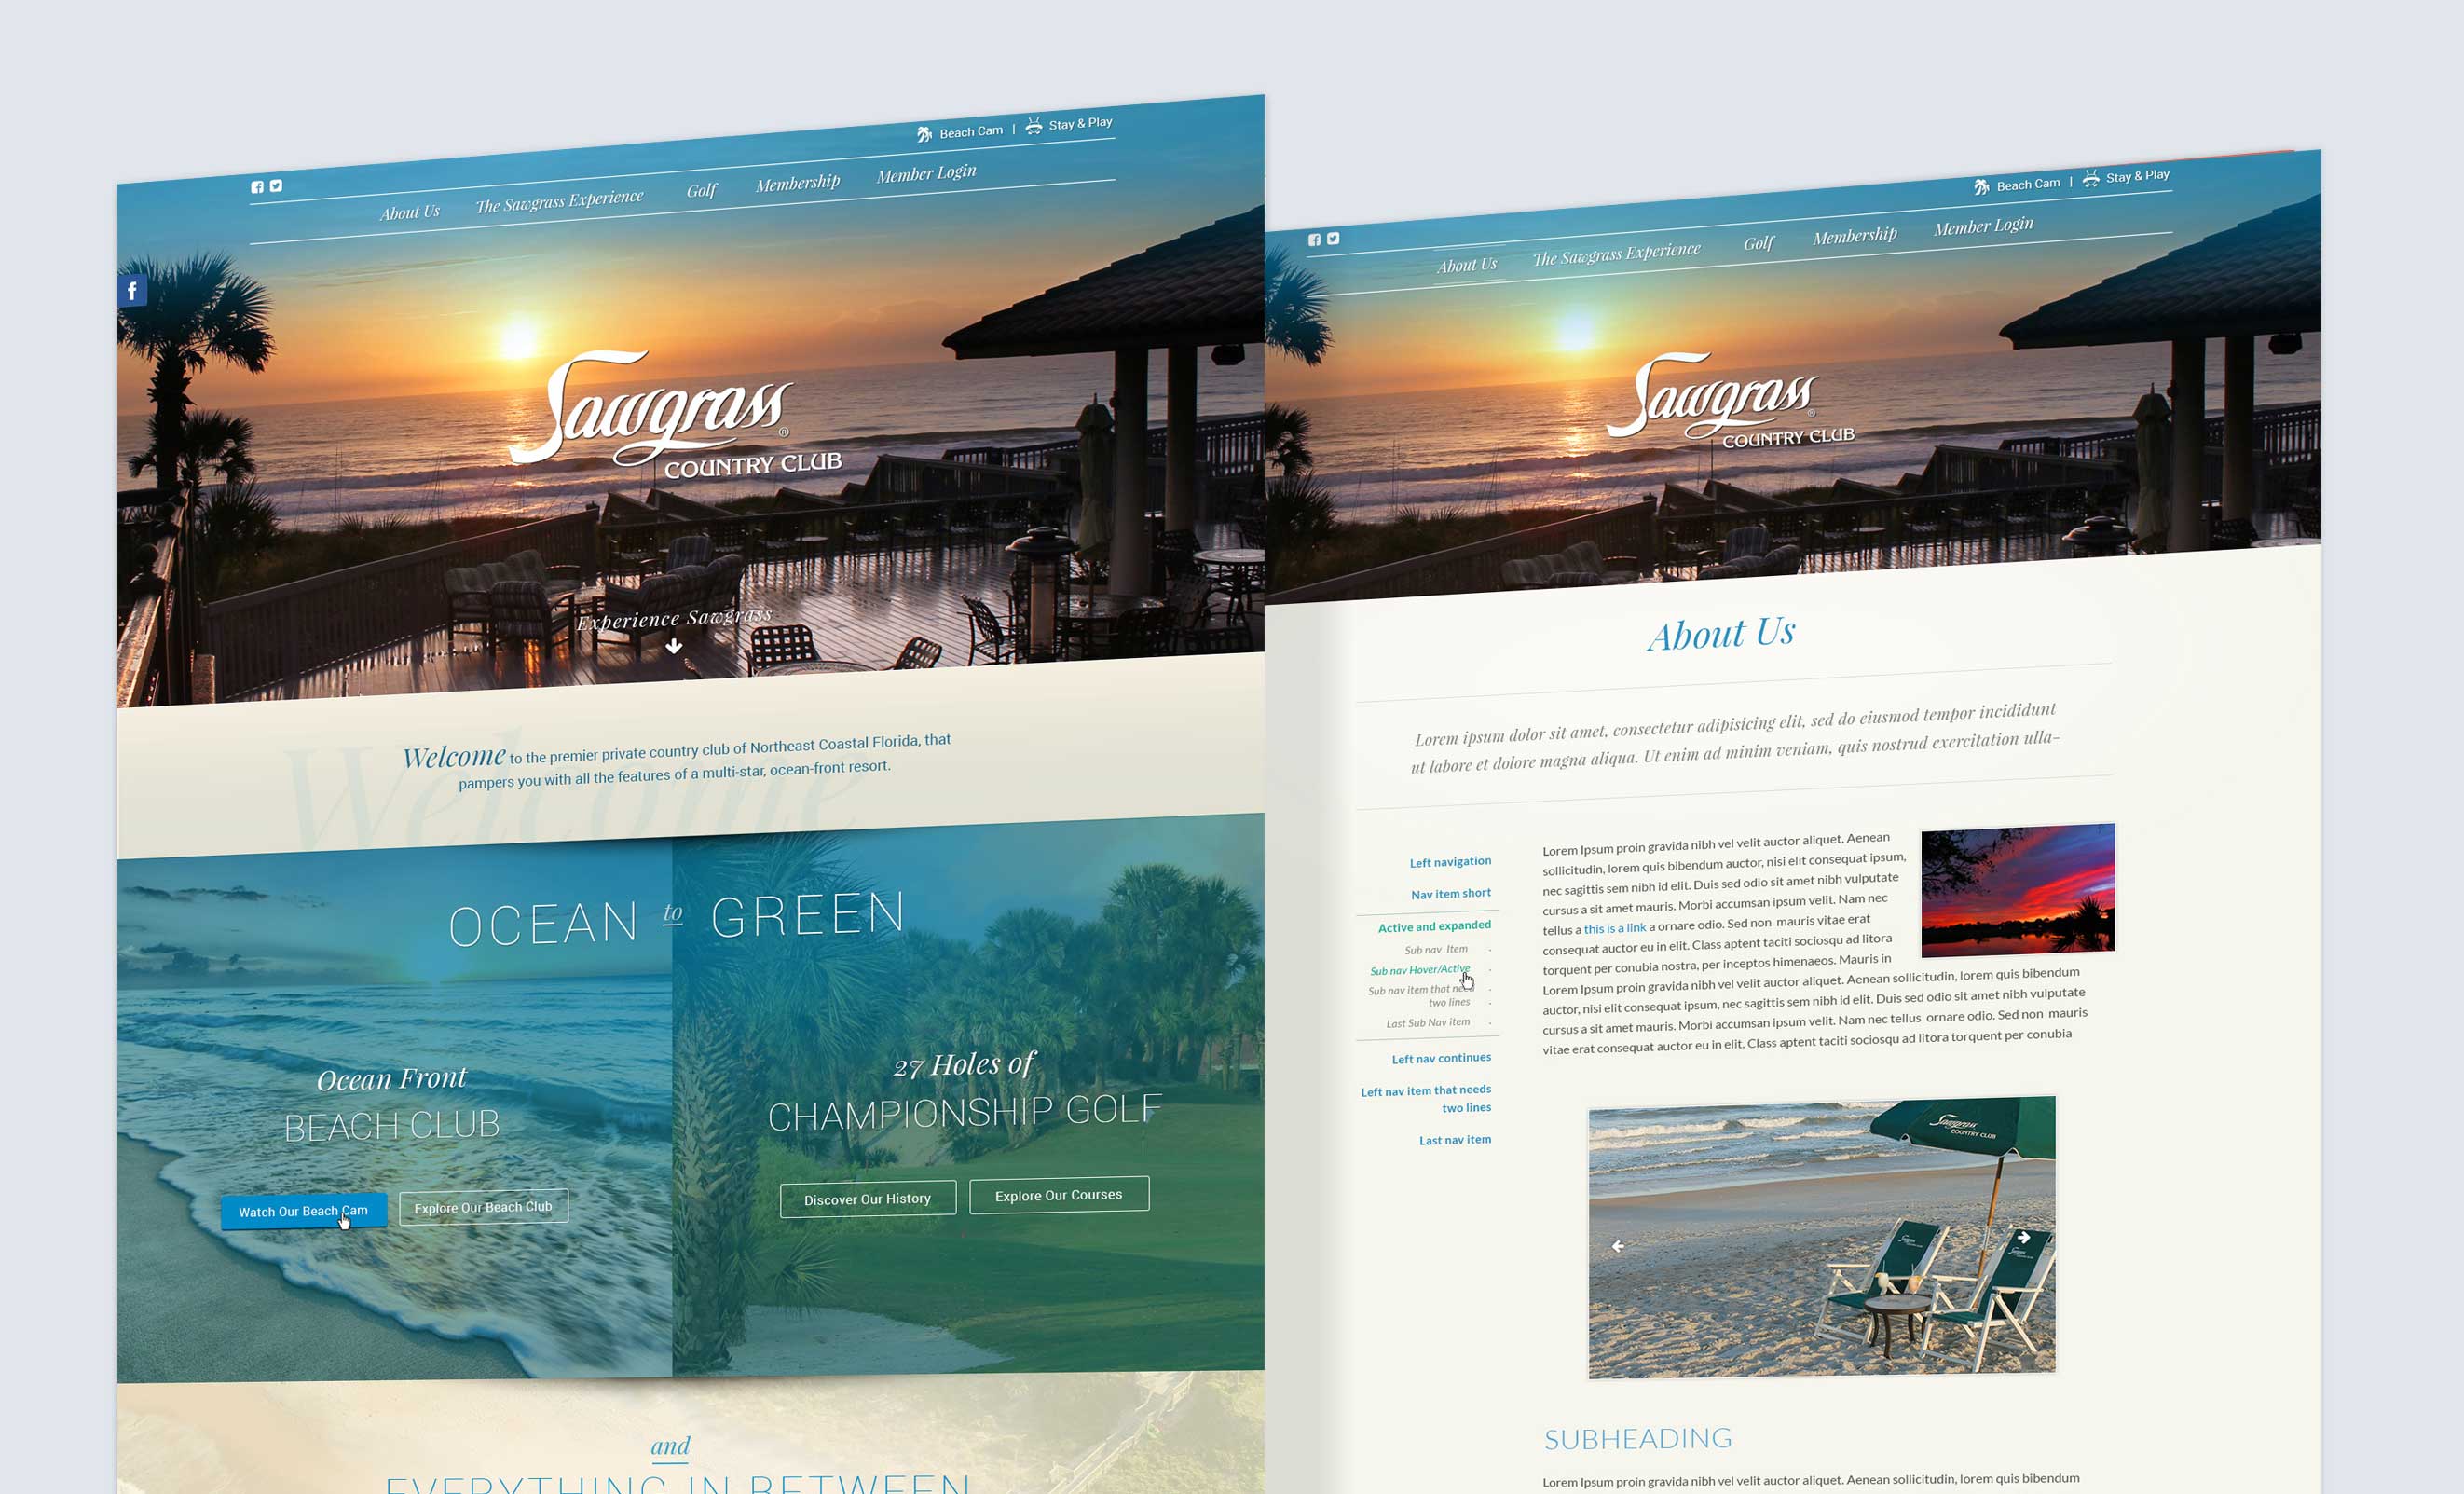 Beach Cam | Stay & Play
About Us The Sawgrass Experience Golf Membership Member Login
f
Sawgrass®
COUNTRY CLUB
Experience Sawgrass
Welcome
Welcome to the premier private country club of Northeast Coastal Florida, that
pampers you with all the features of a multi-star, ocean-front resort.
OCEAN to GREEN
Ocean Front
BEACH CLUB
Watch Our Beach Cam
Explore Our Beach Club
27 Holes of
CHAMPIONSHIP GOLF
Discover Our History
Explore Our Courses
and
EVERYTHING IN BETWEEN
Beach Cam | Stay & Play
About Us The Sawgrass Experience Golf Membership Member Login
Sawgrass®
COUNTRY CLUB
About Us
Lorem ipsum dolor sit amet, consectetur adipisicing elit, sed do eiusmod tempor incididunt
ut labore et dolore magna aliqua. Ut enim ad minim veniam, quis nostrud exercitation ulla-
Left navigation
Nav item short
Active and expanded
Sub nav Item
Sub nav Hover/Active
Sub nav item that need
two lines
Last Sub Nav item
Left nav continues
Left nav item that needs
two lines
Last nav item
Lorem Ipsum proin gravida nibh vel velit auctor aliquet. Aenean
sollicitudin, lorem quis bibendum auctor, nisi elit consequat ipsum,
nec sagittis sem nibh id elit. Duis sed odio sit amet nibh vulputate
cursus a sit amet mauris. Morbi accumsan ipsum velit. Nam nec
tellus a this is a link a ornare odio. Sed non mauris vitae erat
consequat auctor eu in elit. Class aptent taciti sociosqu ad litora
torquent per conubia nostra, per inceptos himenaeos. Mauris in
Lorem Ipsum proin gravida nibh vel velit auctor aliquet. Aenean sollicitudin, lorem quis bibendum
auctor, nisi elit consequat ipsum, nec sagittis sem nibh id elit. Duis sed odio sit amet nibh vulputate
cursus a sit amet mauris. Morbi accumsan ipsum velit. Nam nec tellus ornare odio. Sed non mauris
vitae erat consequat auctor eu in elit. Class aptent taciti sociosqu ad litora torquent per conubia
Sawgrass
COUNTRY CLUB
SUBHEADING
Lorem Ipsum proin gravida nibh vel velit auctor aliquet. Aenean sollicitudin, lorem quis bibendum